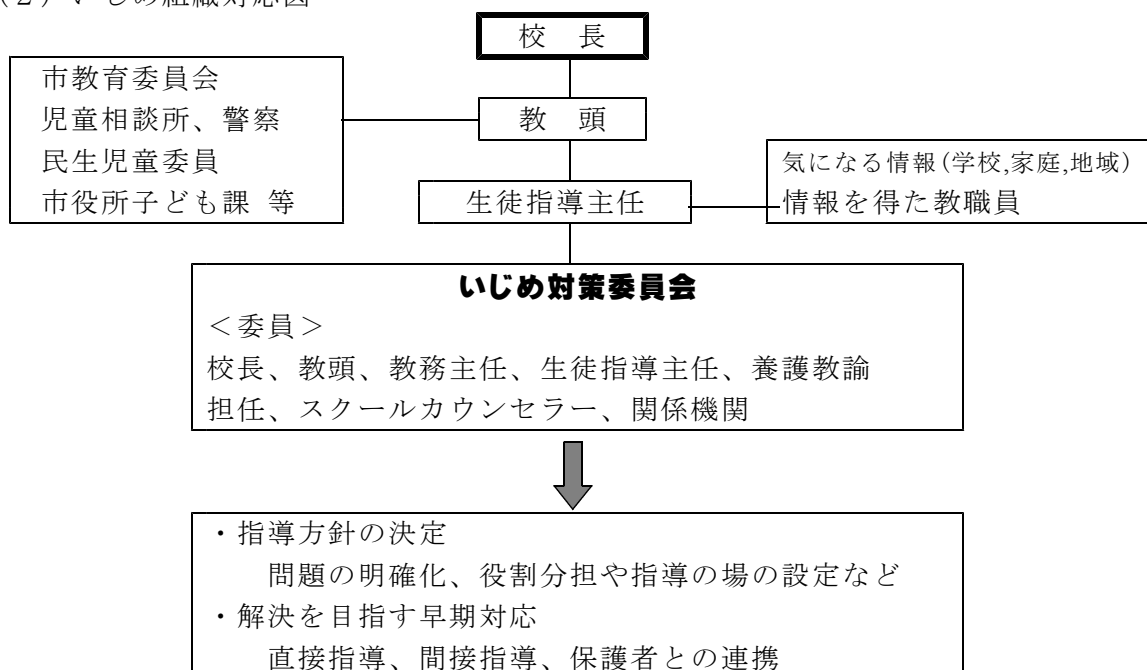 (2)いじめ組織対応図
校 長
市教育委員会
児童相談所、警察
民生児童委員
市役所子ども課 等
教 頭
気になる情報(学校,家庭,地域)
情報を得た教職員
生徒指導主任
いじめ対策委員会
<委員>
校長、教頭、教務主任、生徒指導主任、養護教諭
担任、スクールカウンセラー、関係機関
・指導方針の決定
問題の明確化、役割分担や指導の場の設定など
・解決を目指す早期対応
直接指導、間接指導、保護者との連携